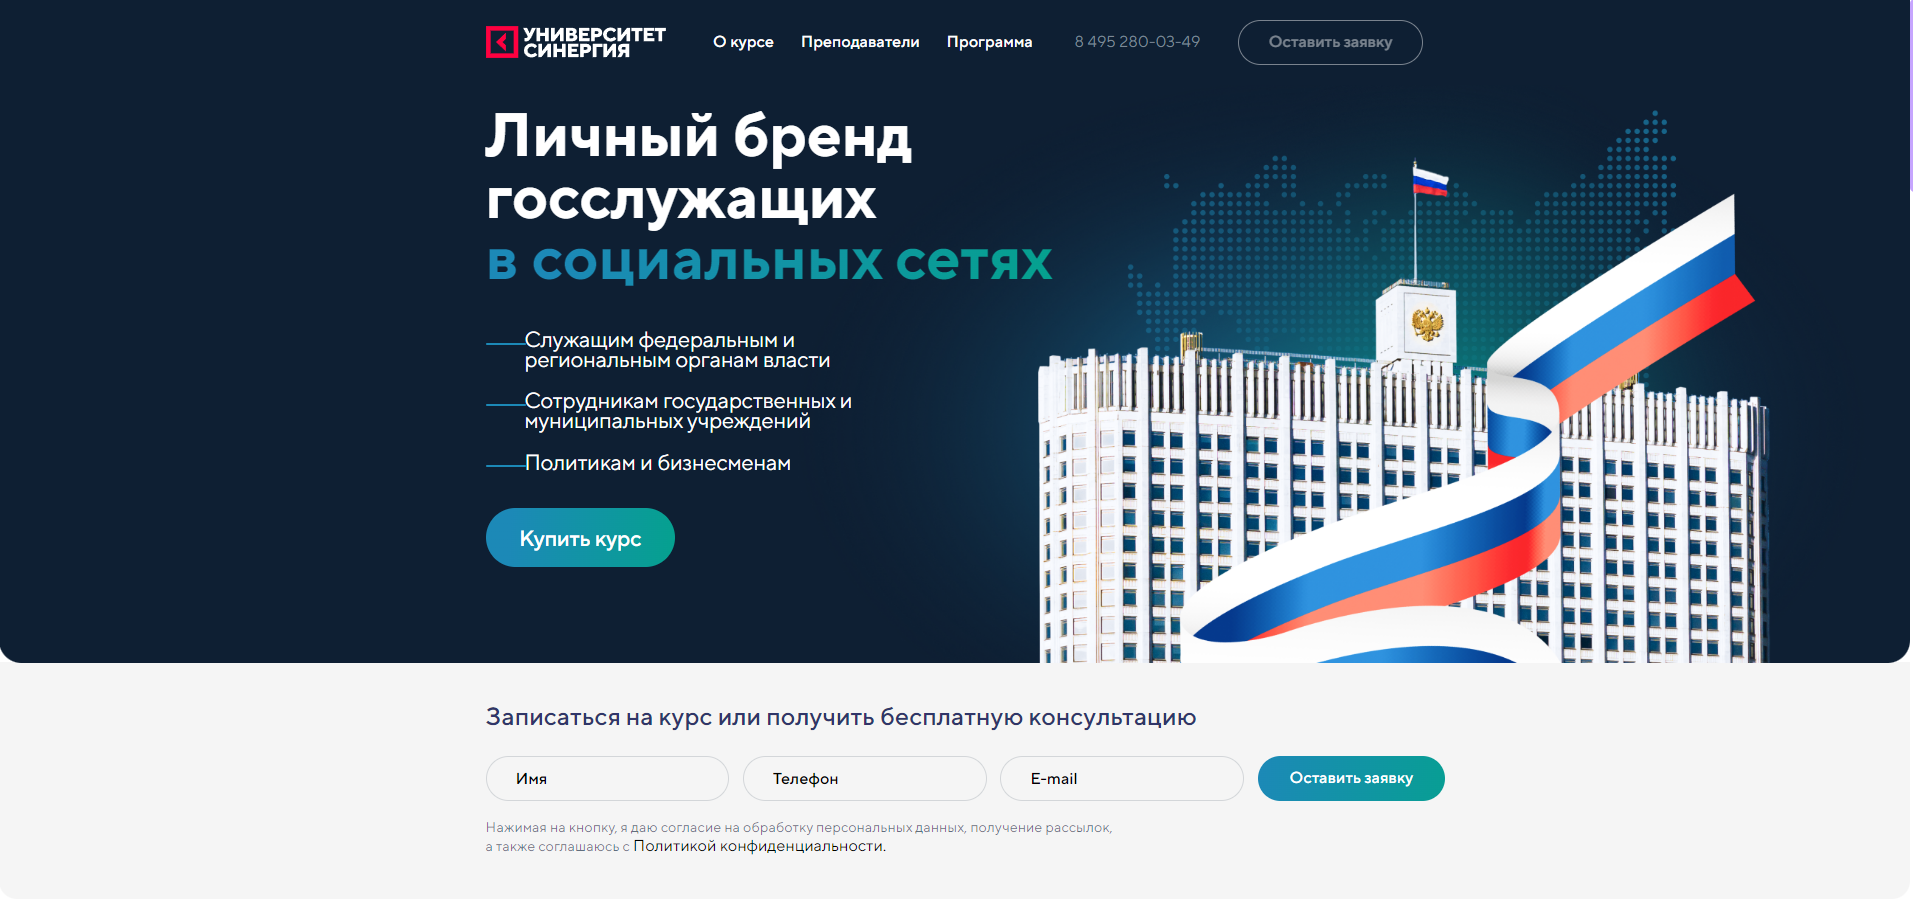 УНИВЕРСИТЕТ
СИНЕРГИЯ
О курсе
Преподаватели
Программа
8 495 280-03-49
Оставить заявку
Личный бренд
госслужащих
в социальных сетях
Служащим федеральным и
региональным органам власти
Сотрудникам государственных и
муниципальных учреждений
Политикам и бизнесменам
Купить курс
Записаться на курс или получить бесплатную консультацию
Имя
Телефон
E-mail
Оставить заявку
Нажимая на кнопку, я даю согласие на обработку персональных данных, получение рассылок,
а также соглашаюсь с Политикой конфиденциальности.